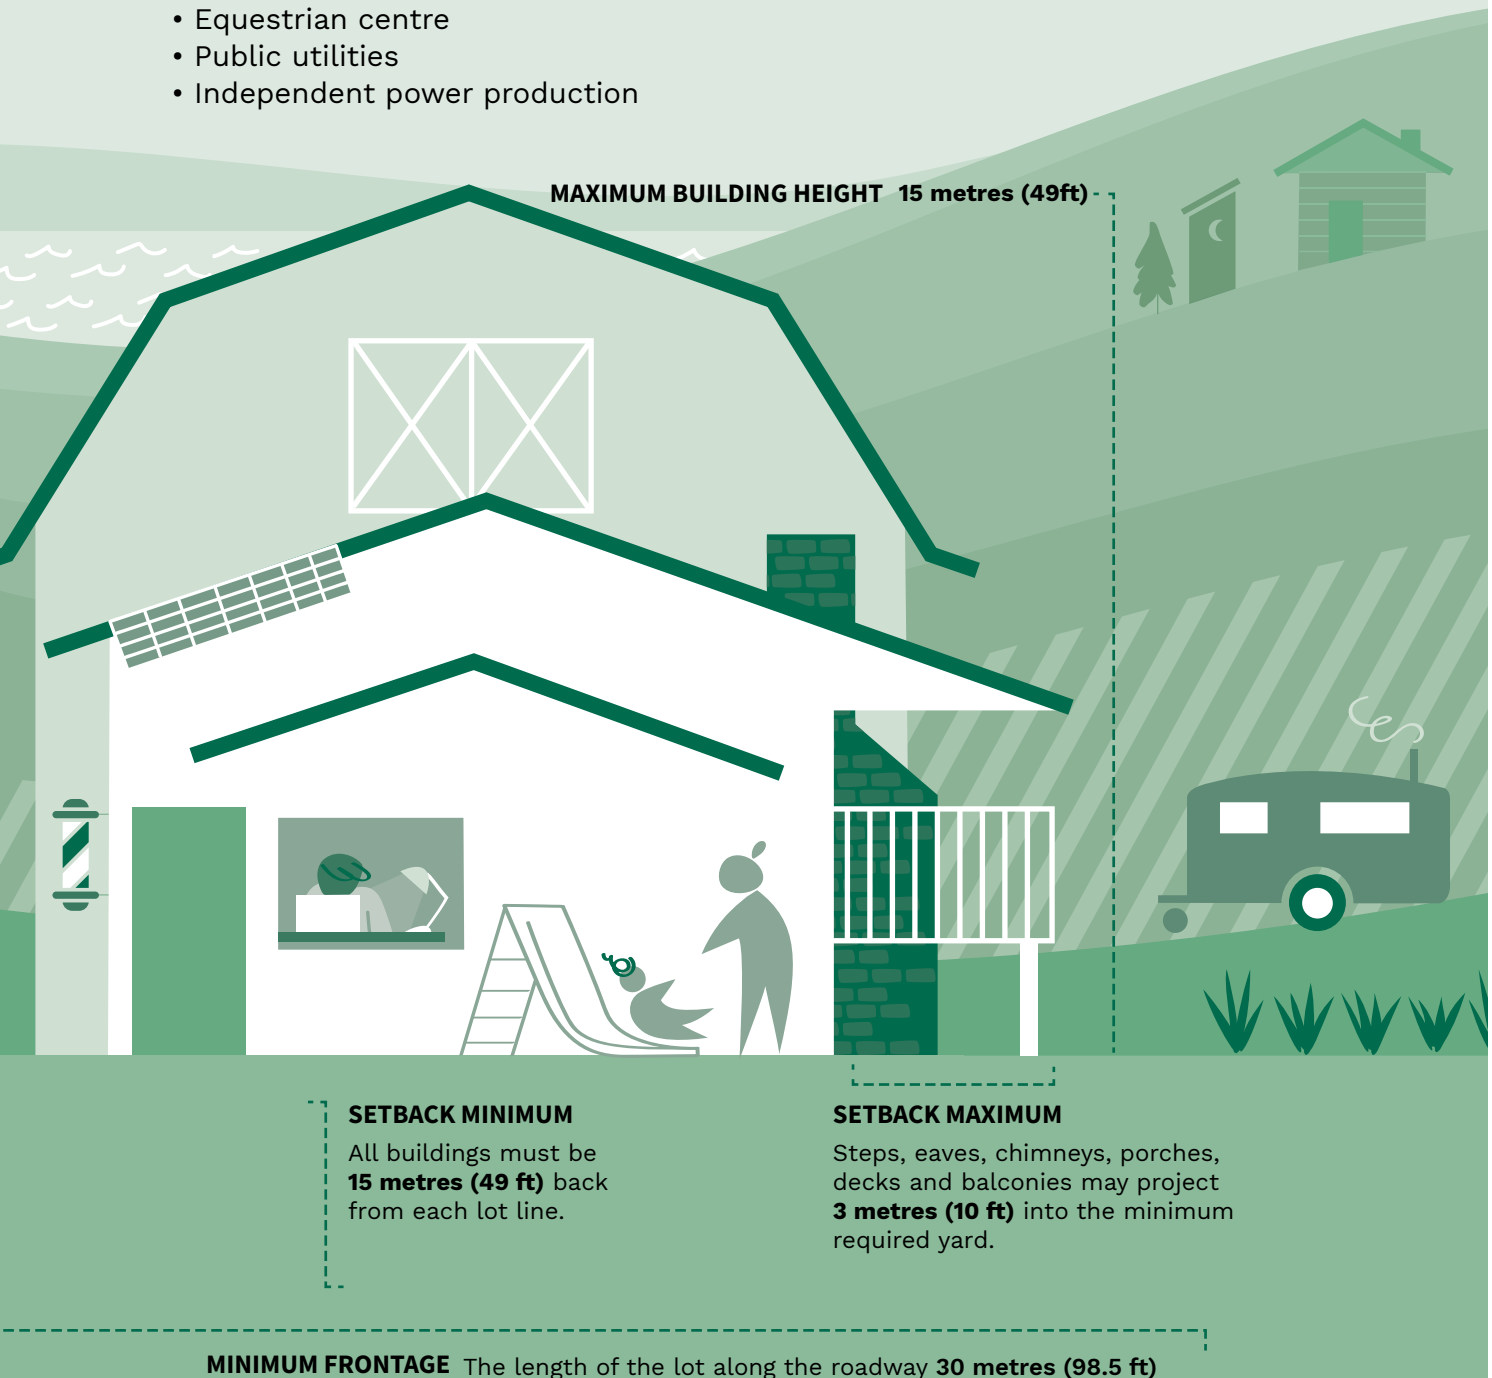 • Equestrian centre
• Public utilities
• Independent power production
MAXIMUM BUILDING HEIGHT 15 metres (49ft)
SETBACK MINIMUM
All buildings must be
15 metres (49 ft) back
from each lot line.
SETBACK MAXIMUM
Steps, eaves, chimneys, porches,
decks and balconies may project
3 metres (10 ft) into the minimum
required yard.
MINIMUM FRONTAGE The length of the lot along the roadway 30 metres (98.5 ft)